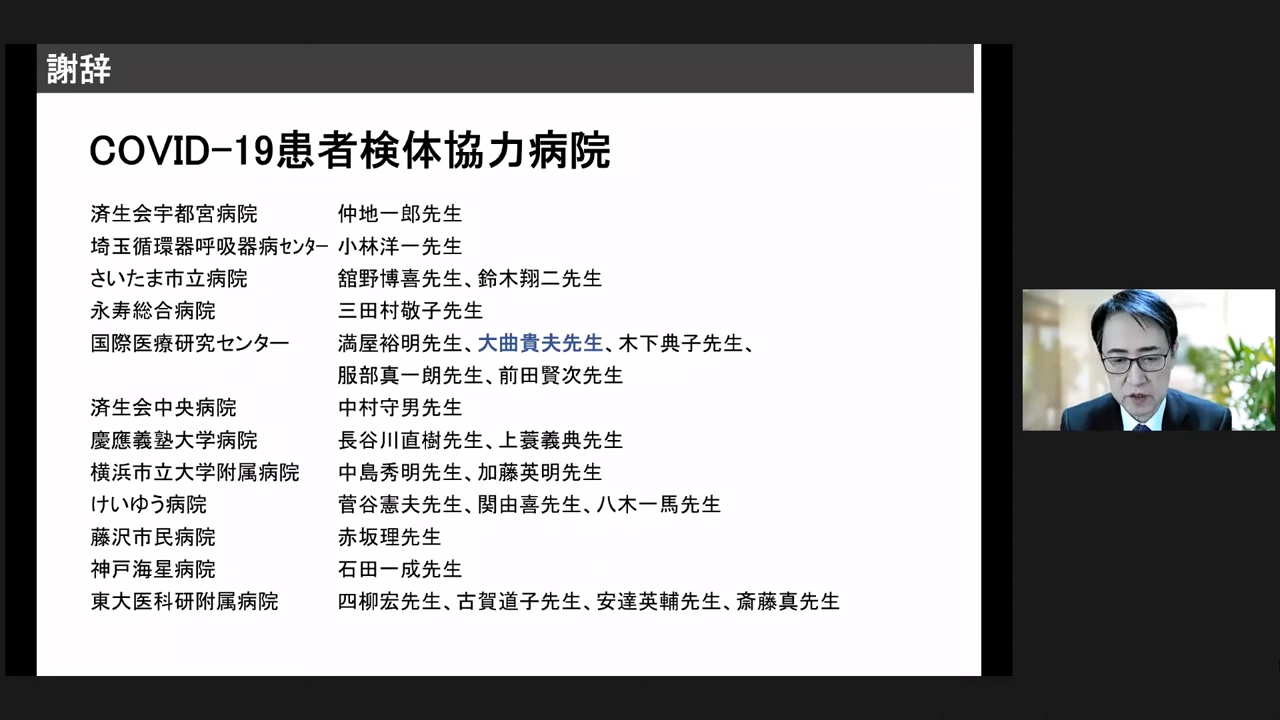 謝辞
COVID-19患者検体協力病院
済生会宇都宮病院 仲地一郎先生
埼玉循環器呼吸器病ｾﾝﾀｰ 小林洋一先生
さいたま市立病院 舘野博喜先生、鈴木翔二先生
永寿総合病院 三田村敬子先生
国際医療研究センター 満屋裕明先生、大曲貴夫先生、木下典子先生、
服部真一朗先生、前田賢次先生
済生会中央病院 中村守男先生
慶應義塾大学病院 長谷川直樹先生、上蓑義典先生
横浜市立大学附属病院 中島秀明先生、加藤英明先生
けいゆう病院 菅谷憲夫先生、関由喜先生、八木一馬先生
藤沢市民病院 赤坂理先生
神戸海星病院 石田一成先生
東大医科研附属病院 四柳宏先生、古賀道子先生、安達英輔先生、斎藤真先生